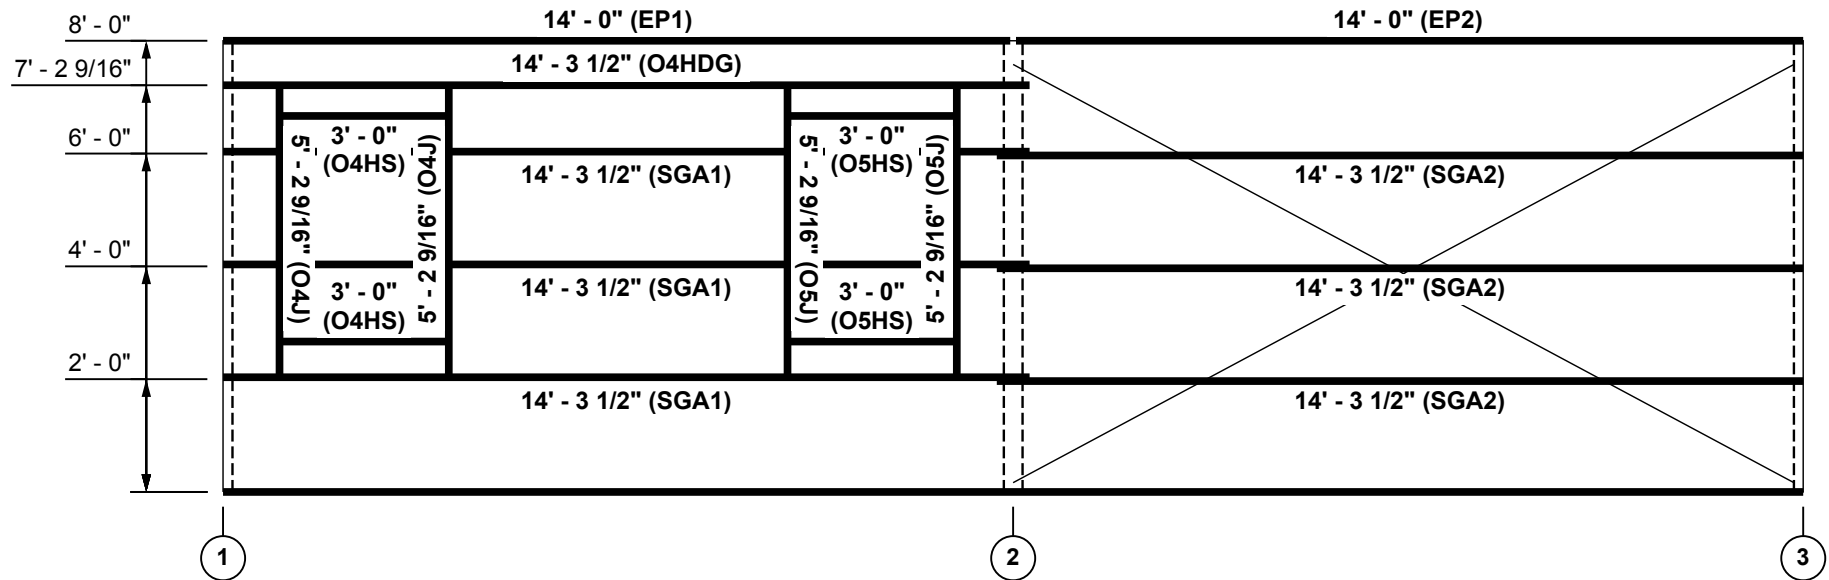 14' - 0" (EP1)
14' - 0" (EP2)
8' - 0"
14' - 3 1/2" (O4HDG)
7' - 2 9/16"
6' - 0"
5' - 2 9/16" (O4J)
3' - 0"
(O4HS)
5' - 2 9/16" (O4J)
14' - 3 1/2" (SGA1)
5' - 2 9/16" (O5J)
3' - 0"
(O5HS)
5' - 2 9/16" (O5J)
14' - 3 1/2" (SGA2)
4' - 0"
3' - 0"
(O4HS)
14' - 3 1/2" (SGA1)
3' - 0"
(O5HS)
14' - 3 1/2" (SGA2)
2' - 0"
14' - 3 1/2" (SGA1)
14' - 3 1/2" (SGA2)
1
2
3